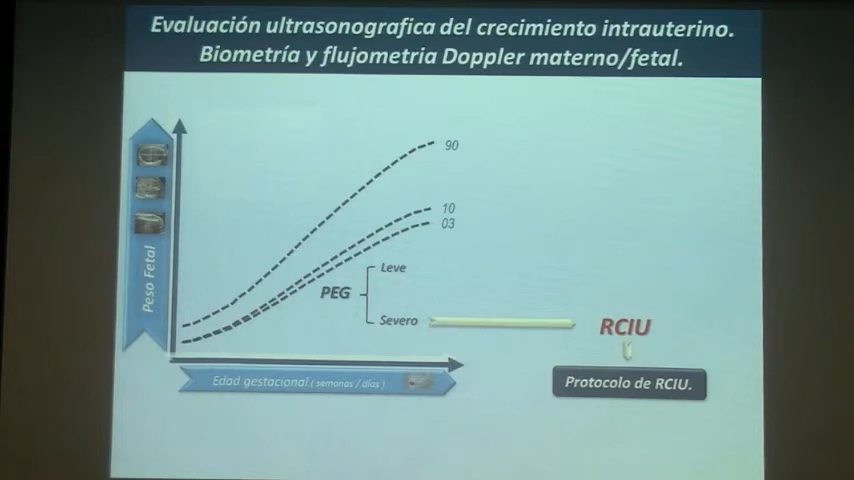 Evaluación ultrasonografica del crecimiento intrauterino.
Biometría y flujometria Doppler materno/fetal.
90
10
03
Peso Fetal
Leve
PEG
Severo
RCIU
Edad gestacional ( semanas / días )
Protocolo de RCIU.